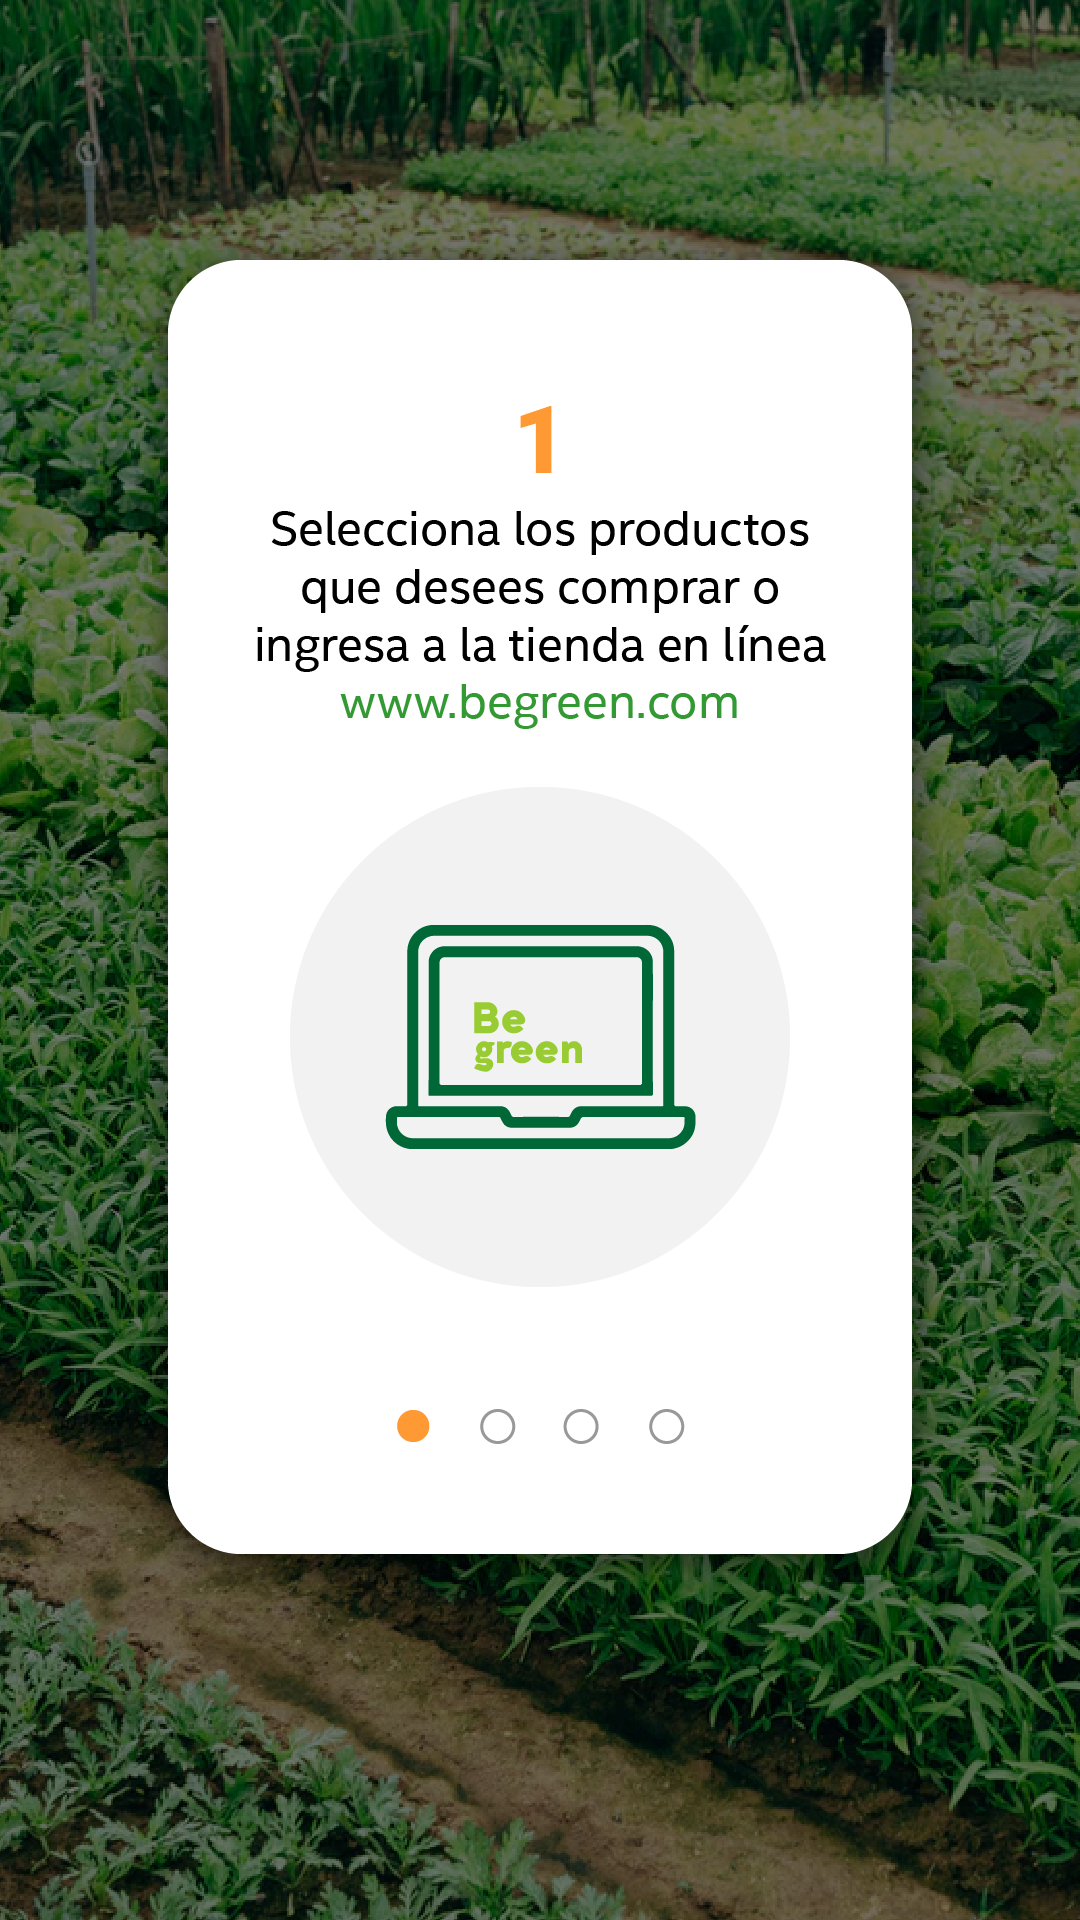 1
Selecciona los productos
que desees comprar o
ingresa a la tienda en línea
www.begreen.com
Be
green